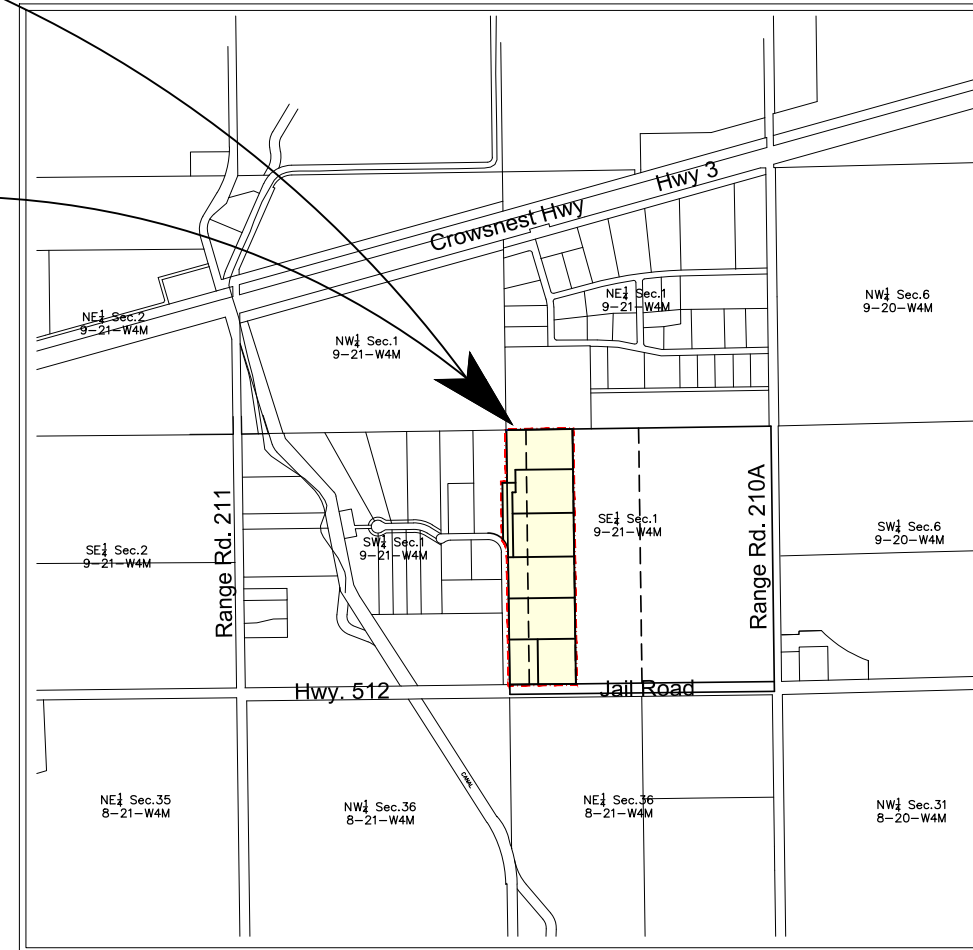 Hwy 3
Crowsnest Hwy
NE¼ Sec.2
9-21-W4M
NW¼ Sec.1
9-21-W4M
NE¼ Sec.1
9-21-W4M
NW¼ Sec.6
9-20-W4M
Range Rd. 211
Range Rd. 210A
SE¼ Sec.2
9-21-W4M
SW¼ Sec.1
9-21-W4M
SE¼ Sec.1
9-21-W4M
SW¼ Sec.6
9-20-W4M
Hwy. 512
Jail Road
CANAL
NE¼ Sec.35
8-21-W4M
NW¼ Sec.36
8-21-W4M
NE¼ Sec.36
8-21-W4M
NW¼ Sec.31
8-20-W4M